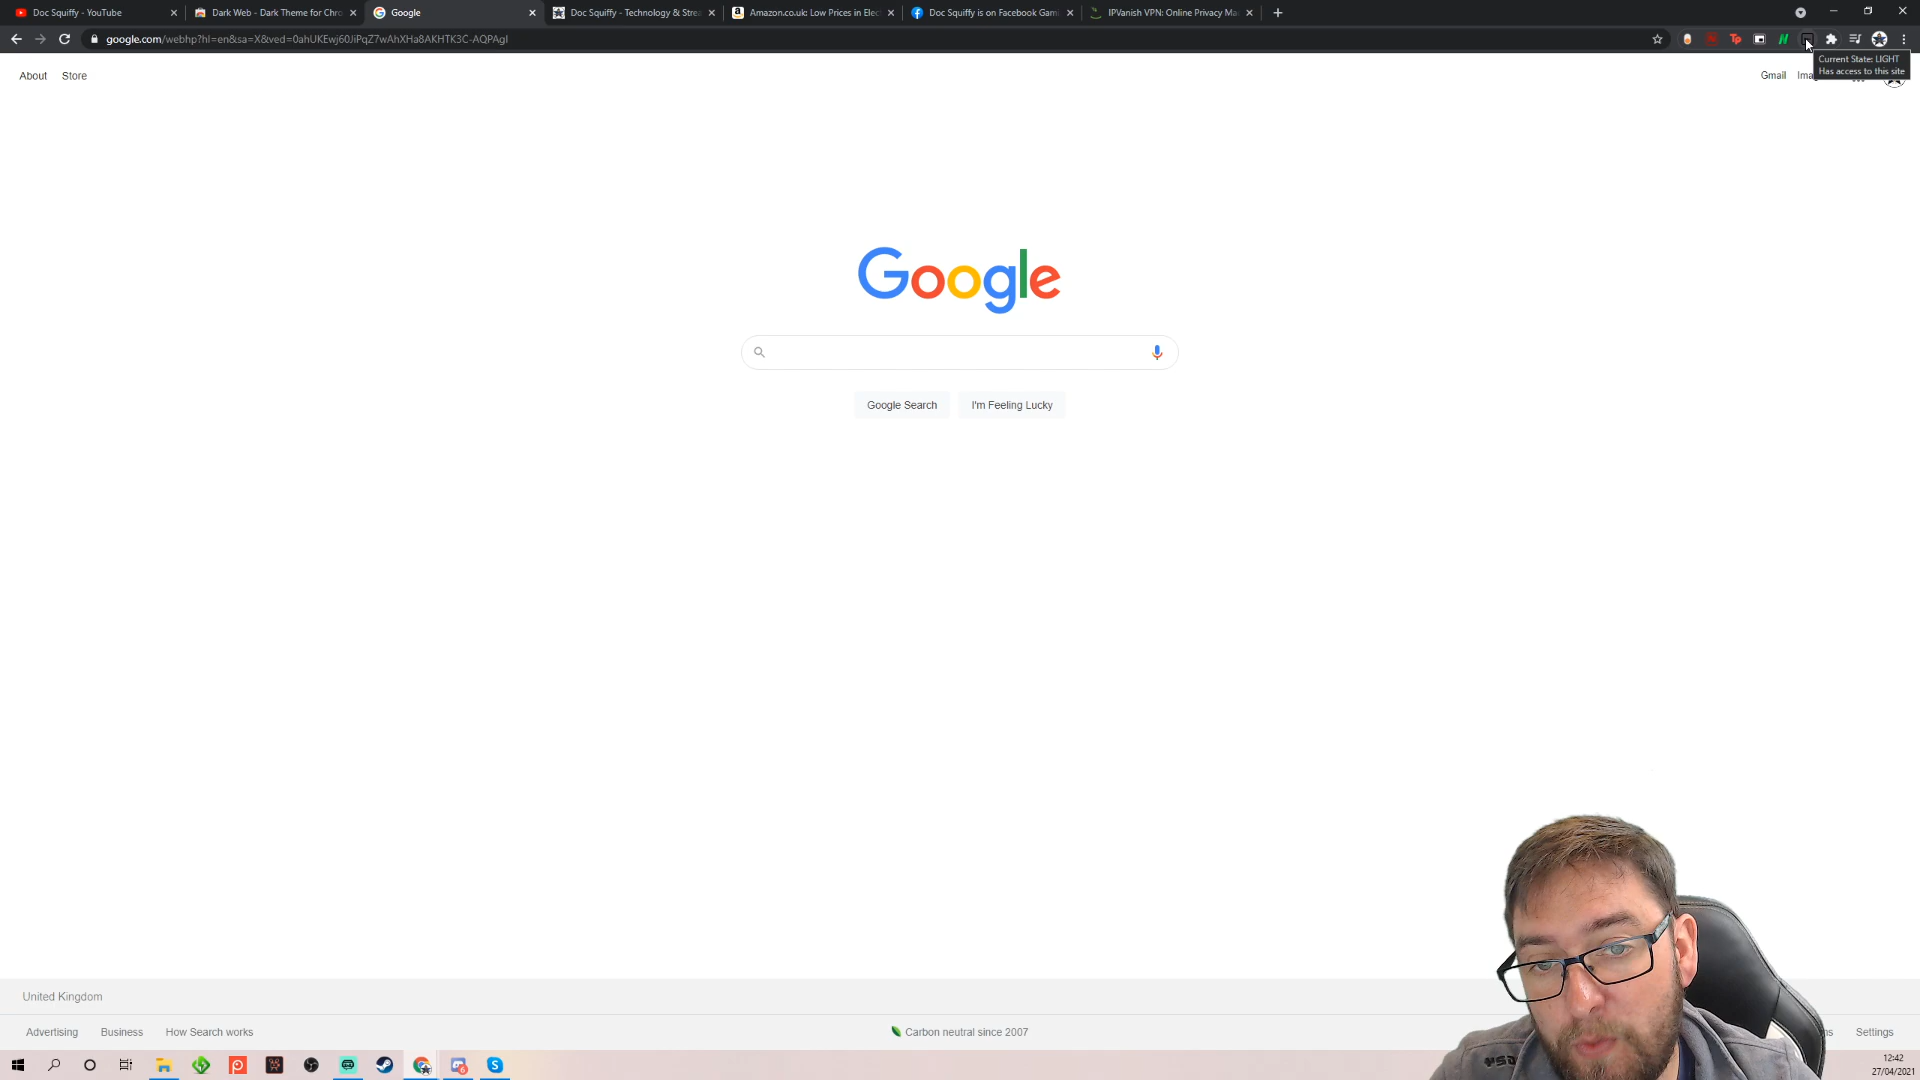 Doc Squiffy - YouTube
Dark Web - Dark Theme for Chro
Google
Doc Squiffy - Technology & Strea
Amazon.co.uk: Low Prices in Elec
Doc Squiffy is on Facebook Gami
IPVanish VPN: Online Privacy Ma
google.com/webhp?hl=en&sa=X&ved=0ahUKEwj60JiPqZ7wAhXHa8AKHTK3C-AQPAgI
Current State: LIGHT
Has access to this site
About
Store
Gmail
Google
Google Search
I'm Feeling Lucky
United Kingdom
Advertising
Business
How Search works
Carbon neutral since 2007
Settings
12:42
27/04/2021